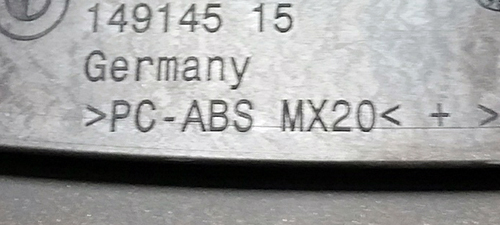 149145 15
Germany
>PC-ABS MX20< + >